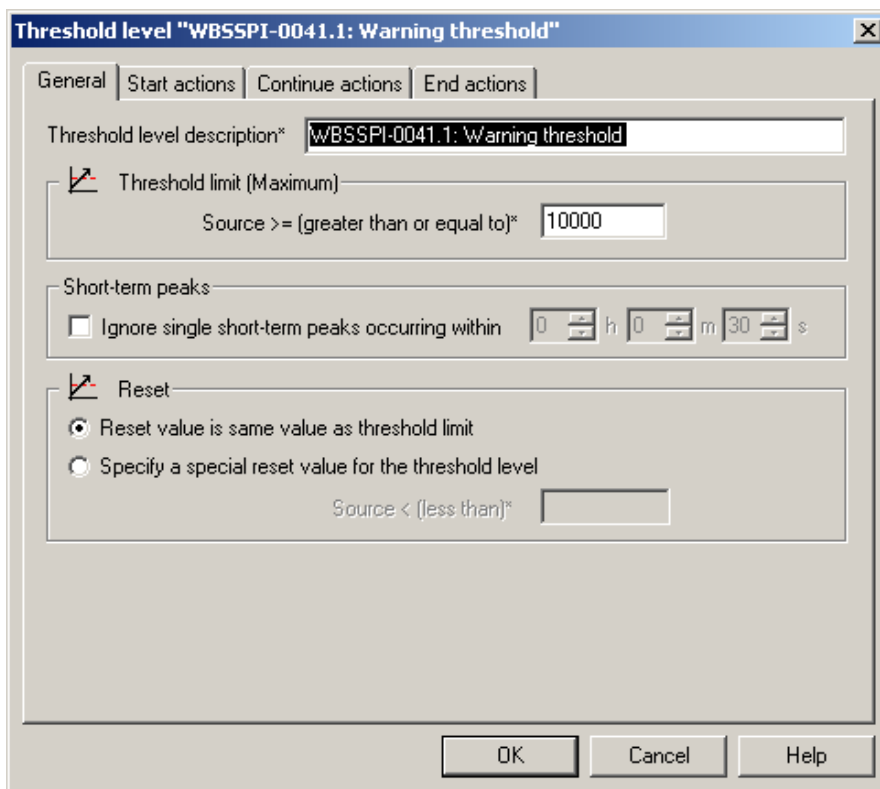 Threshold level "WBSSPI-0041.1: Warning threshold"
General Start actions Continue actions End actions
Threshold level description* WBSSPI-0041.1: Warning threshold
Threshold limit (Maximum)
Source >= (greater than or equal to)* 10000
Short-term peaks
Ignore single short-term peaks occurring within 0 h 0 m 30 s
Reset
Reset value is same value as threshold limit
Specify a special reset value for the threshold level
Source < (less than)*
OK Cancel Help